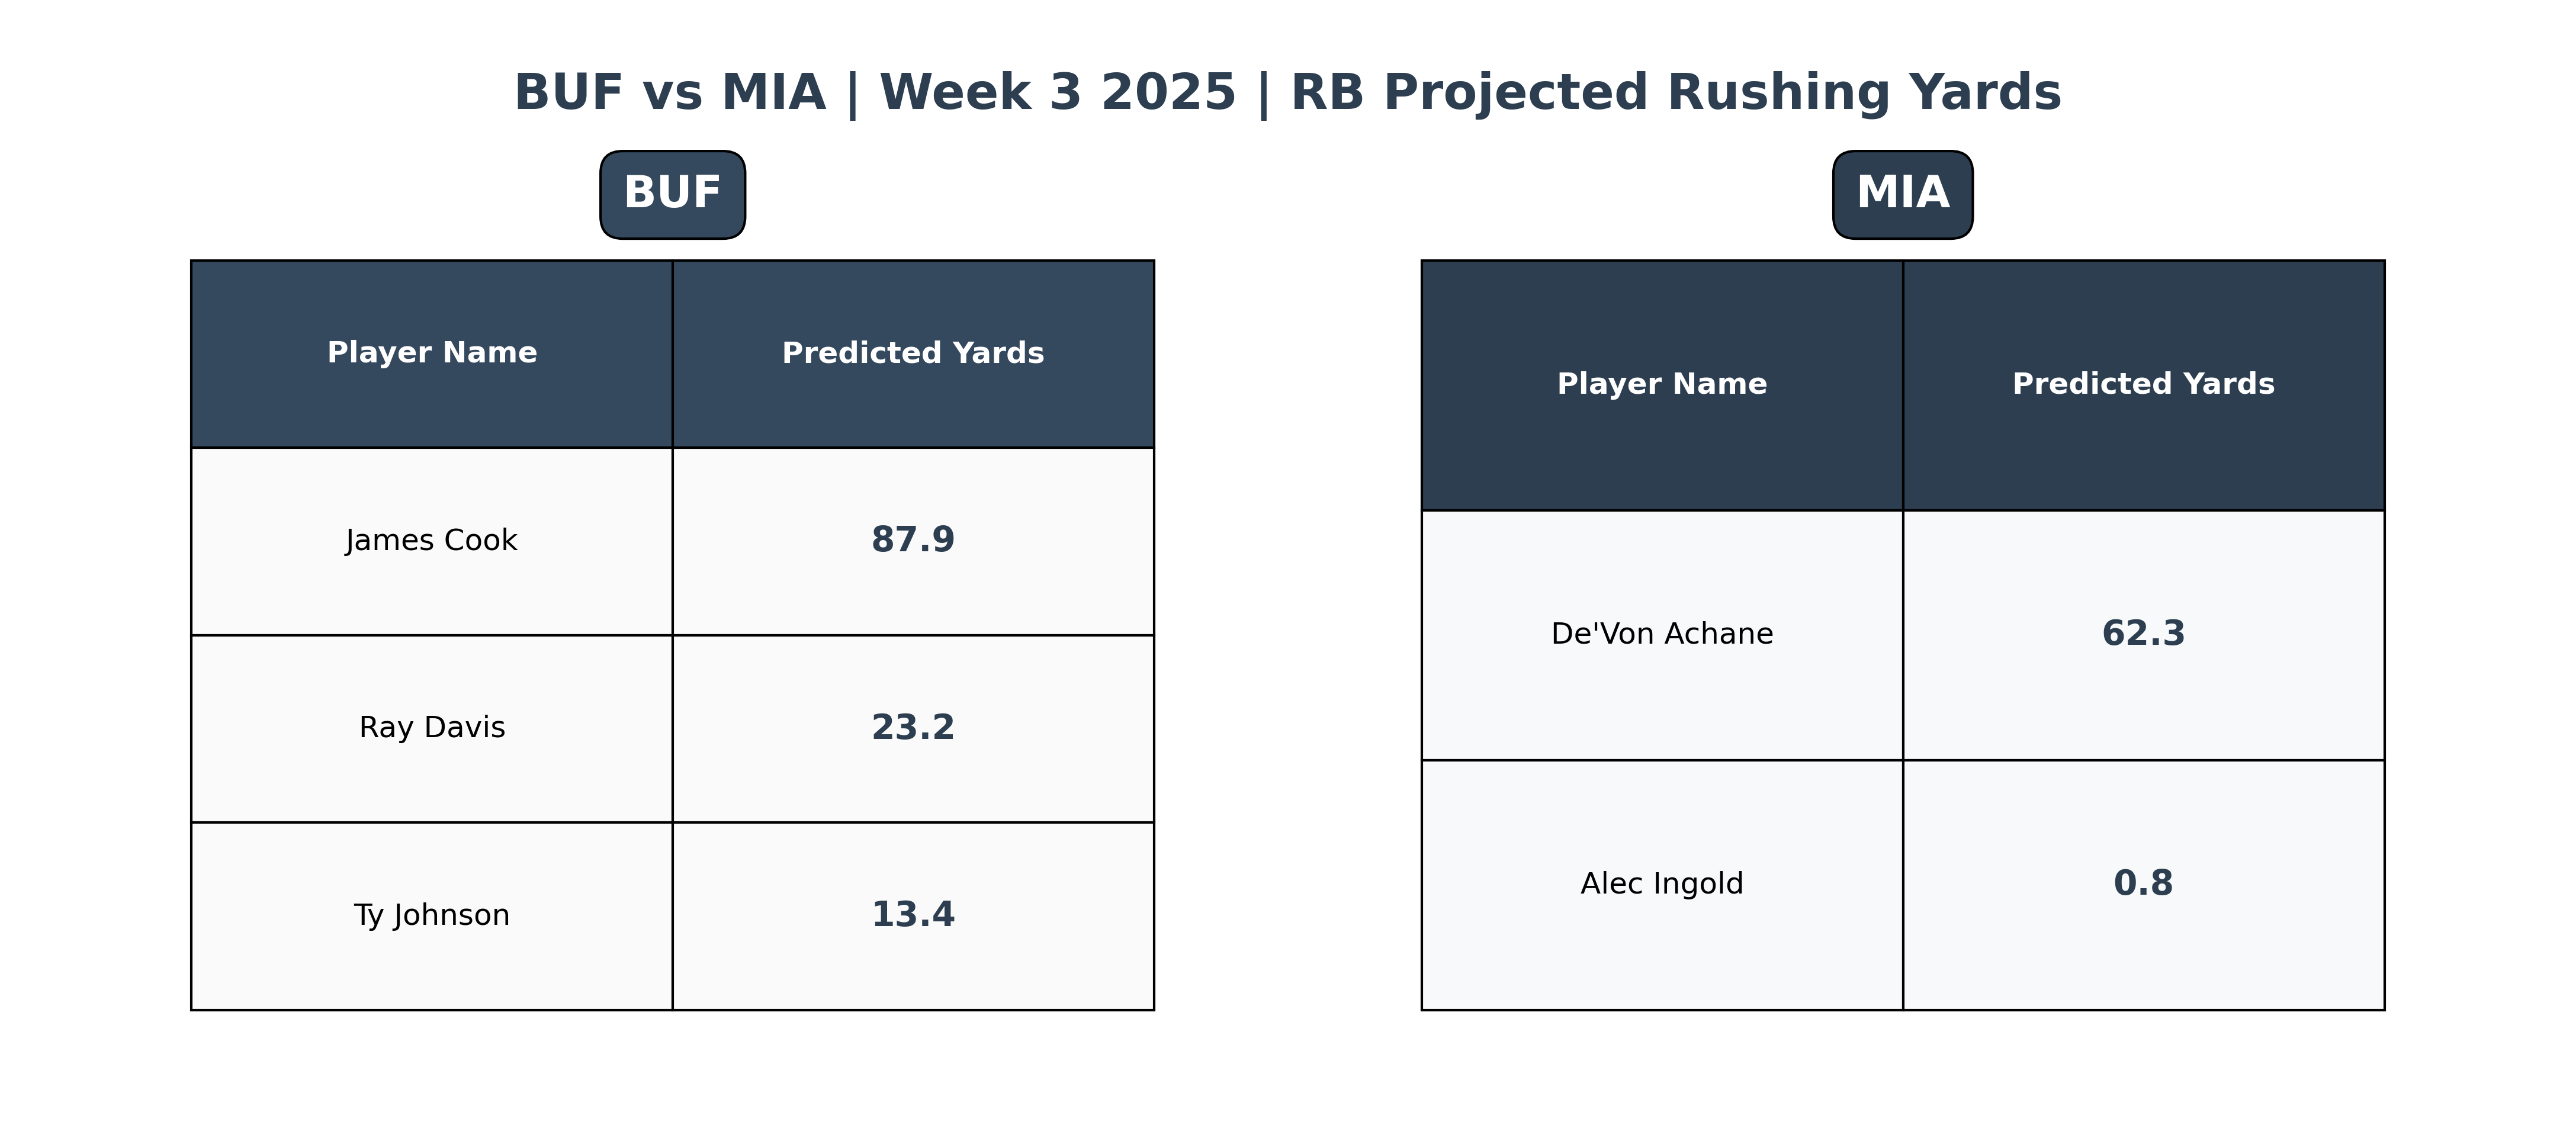 BUF vs MIA | Week 3 2025 | RB Projected Rushing Yards
BUF
Player Name Predicted Yards
James Cook 87.9
Ray Davis 23.2
Ty Johnson 13.4
MIA
Player Name Predicted Yards
De'Von Achane 62.3
Alec Ingold 0.8